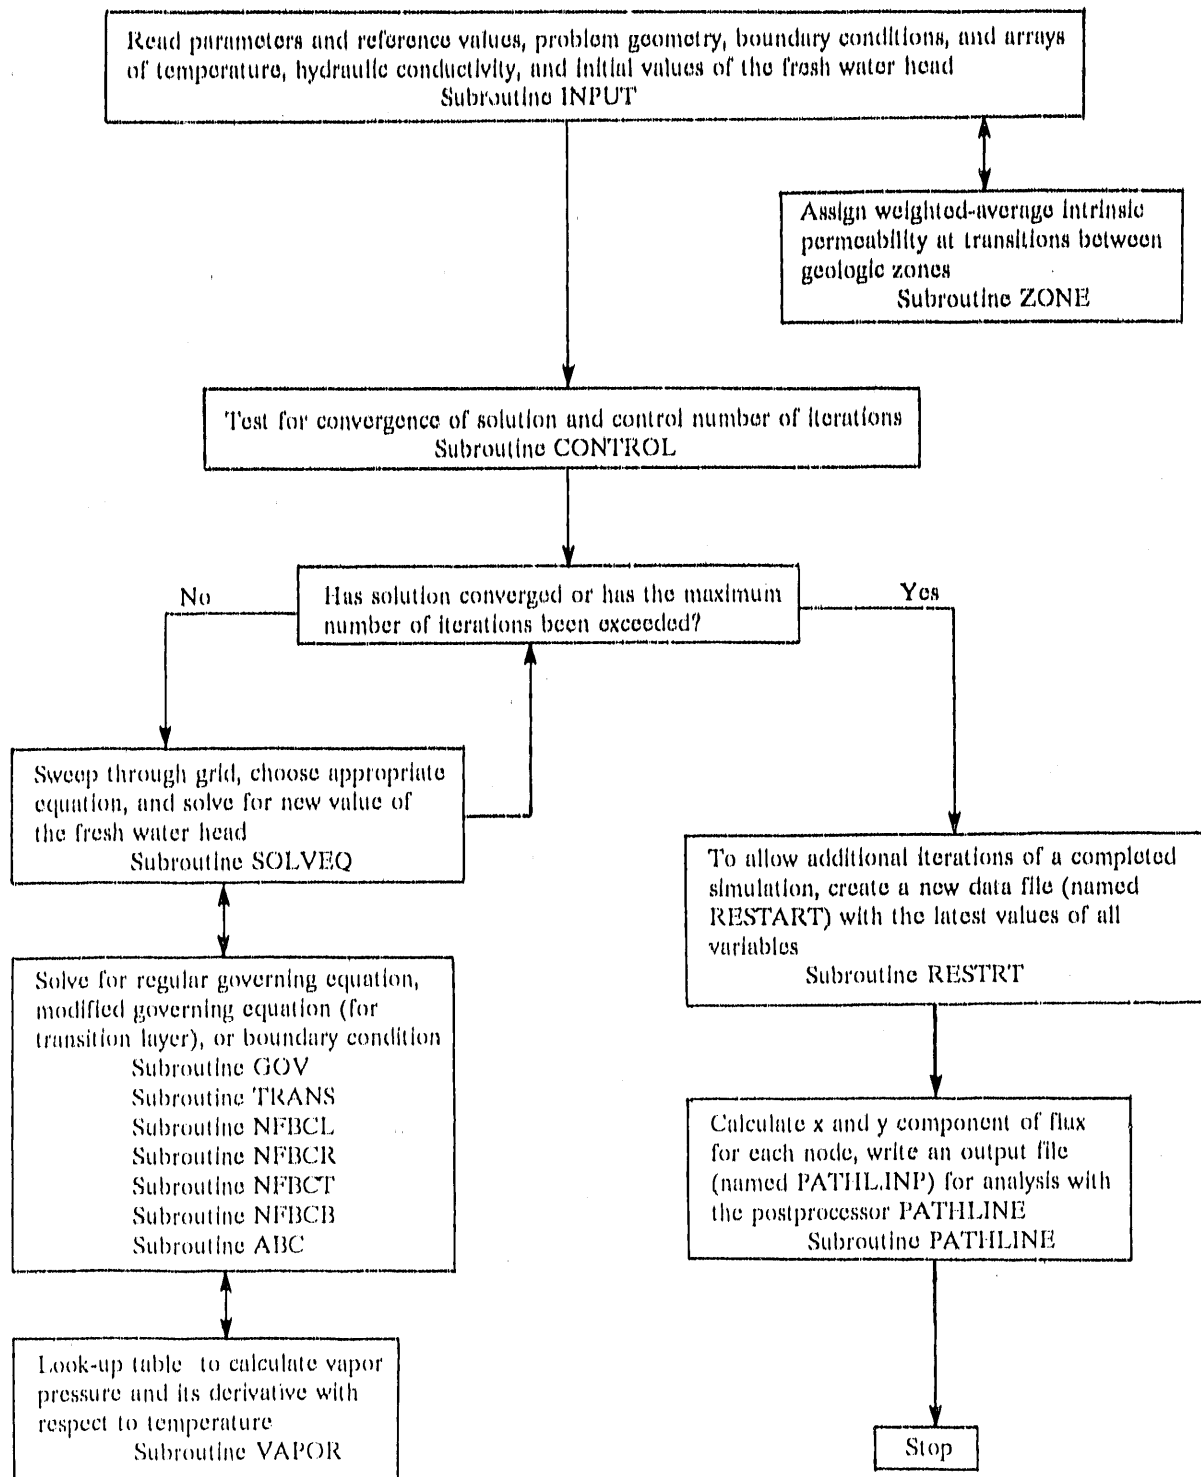 Read parameters and reference values, problem geometry, boundary conditions, and arrays
of temperature, hydraulic conductivity, and initial values of the fresh water head
Subroutine INPUT
Assign weighted-average intrinsic
permeability at transitions between
geologic zones
Subroutine ZONE
Test for convergence of solution and control number of iterations
Subroutine CONTROL
No
Has solution converged or has the maximum
number of iterations been exceeded?
Yes
Sweep through grid, choose appropriate
equation, and solve for new value of
the fresh water head
Subroutine SOLVEQ
To allow additional iterations of a completed
simulation, create a new data file (named
RESTART) with the latest values of all
variables
Subroutine RESTRT
Solve for regular governing equation,
modified governing equation (for
transition layer), or boundary condition
Subroutine GOV
Subroutine TRANS
Subroutine NFBCL
Subroutine NFBCR
Subroutine NFBCT
Subroutine NFBCB
Subroutine ABC
Calculate x and y component of flux
for each node, write an output file
(named PATHL.INP) for analysis with
the postprocessor PATHLINE
Subroutine PATHLINE
Look-up table to calculate vapor
pressure and its derivative with
respect to temperature
Subroutine VAPOR
Stop